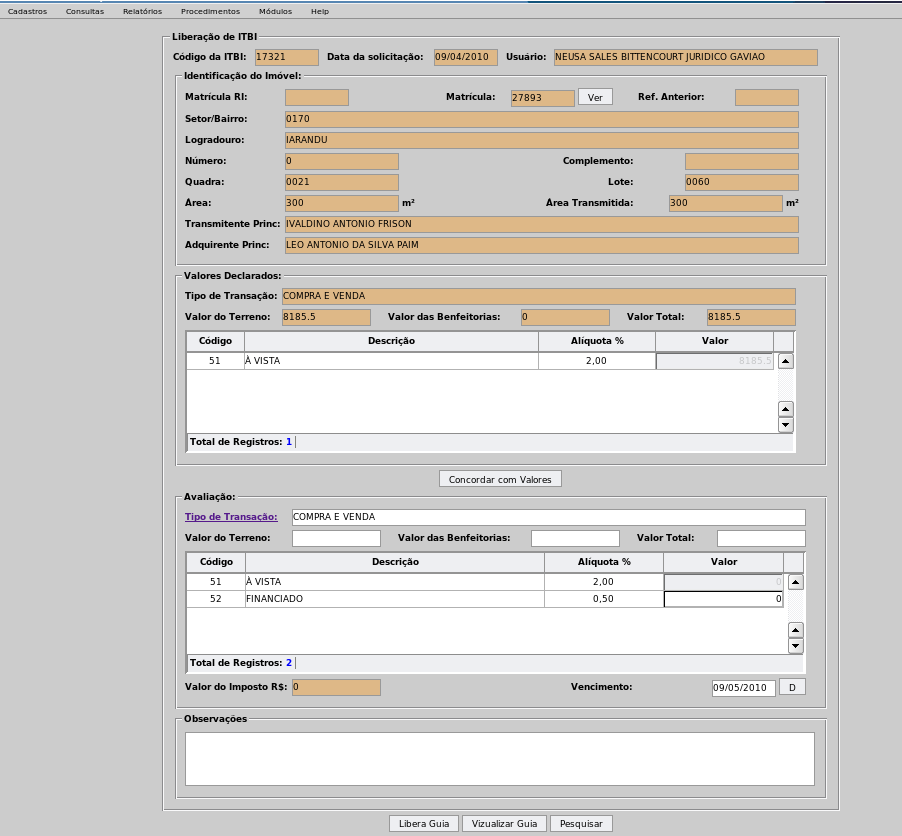 Cadastros Consultas Relatórios Procedimentos Módulos Help
Liberação de ITBI
Código da ITBI: 17321 Data da solicitação: 09/04/2010 Usuário: NEUSA SALES BITTENCOURT JURIDICO GAVIAO
Identificação do Imóvel:
Matrícula RI: Matrícula: 27893 Ver Ref. Anterior:
Setor/Bairro: 0170
Logradouro: IARANDU
Número: 0 Complemento:
Quadra: 0021 Lote: 0060
Área: 300 m² Área Transmitida: 300 m²
Transmitente Princ: IVALDINO ANTONIO FRISON
Adquirente Princ: LEO ANTONIO DA SILVA PAIM
Valores Declarados:
Tipo de Transação: COMPRA E VENDA
Valor do Terreno: 8185.5 Valor das Benfeitorias: 0 Valor Total: 8185.5
Código Descrição Alíquota % Valor
51 À VISTA 2,00 8185.5
Total de Registros: 1
Concordar com Valores
Avaliação:
Tipo de Transação: COMPRA E VENDA
Valor do Terreno: Valor das Benfeitorias: Valor Total:
Código Descrição Alíquota % Valor
51 À VISTA 2,00 0
52 FINANCIADO 0,50 0
Total de Registros: 2
Valor do Imposto R$: 0 Vencimento: 09/05/2010 D
Observações
Libera Guia Vizualizar Guia Pesquisar